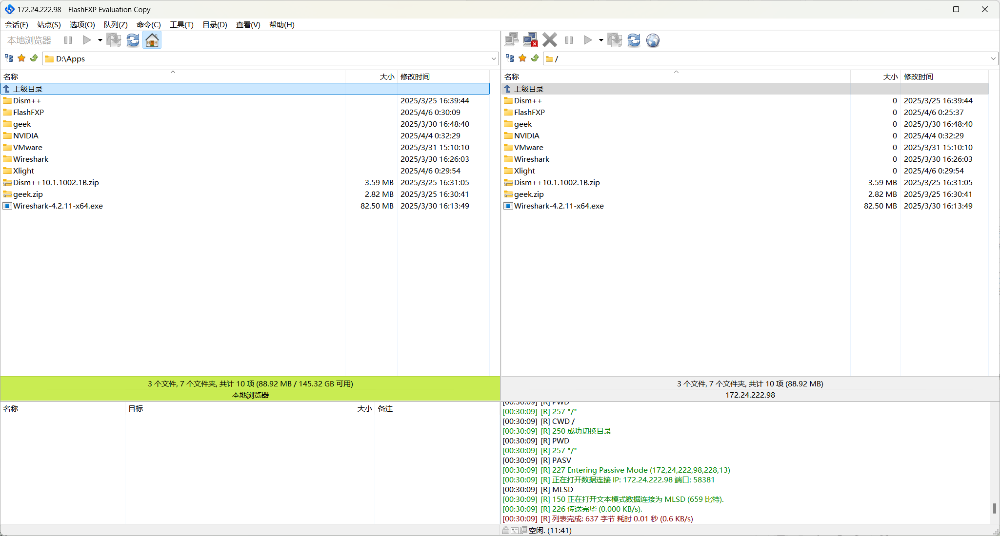 172.24.222.98 - FlashFXP Evaluation Copy
会话(E) 站点(S) 选项(O) 队列(Z) 命令(C) 工具(T) 目录(D) 查看(V) 帮助(H)
本地浏览器
D:\Apps
/
名称 大小 修改时间
上级目录
Dism++ 2025/3/25 16:39:44
FlashFXP 2025/4/6 0:30:09
geek 2025/3/30 16:48:40
NVIDIA 2025/4/4 0:32:29
VMware 2025/3/31 15:10:10
Wireshark 2025/3/30 16:26:03
Xlight 2025/4/6 0:29:54
Dism++10.1.1002.1B.zip 3.59 MB 2025/3/25 16:31:05
geek.zip 2.82 MB 2025/3/25 16:30:41
Wireshark-4.2.11-x64.exe 82.50 MB 2025/3/30 16:13:49
3 个文件, 7 个文件夹, 共计 10 项 (88.92 MB / 145.32 GB 可用)
本地浏览器
名称 大小 修改时间
上级目录
Dism++ 0 2025/3/25 16:39:44
FlashFXP 0 2025/4/6 0:25:37
geek 0 2025/3/30 16:48:40
NVIDIA 0 2025/4/4 0:32:29
VMware 0 2025/3/31 15:10:10
Wireshark 0 2025/3/30 16:26:03
Xlight 0 2025/4/6 0:29:54
Dism++10.1.1002.1B.zip 3.59 MB 2025/3/25 16:31:05
geek.zip 2.82 MB 2025/3/25 16:30:41
Wireshark-4.2.11-x64.exe 82.50 MB 2025/3/30 16:13:49
3 个文件, 7 个文件夹, 共计 10 项 (88.92 MB)
172.24.222.98
名称 目标 大小 备注
[00:30:09] [R] PWD
[00:30:09] [R] 257 "/"
[00:30:09] [R] CWD /
[00:30:09] [R] 250 成功切换目录
[00:30:09] [R] PWD
[00:30:09] [R] 257 "/"
[00:30:09] [R] PASV
[00:30:09] [R] 227 Entering Passive Mode (172,24,222,98,228,13)
[00:30:09] [R] 正在打开数据连接 IP: 172.24.222.98 端口: 58381
[00:30:09] [R] MLSD
[00:30:09] [R] 150 正在打开文本模式数据连接为 MLSD (659 比特).
[00:30:09] [R] 226 传送完毕 (0.000 KB/s).
[00:30:09] [R] 列表完成: 637 字节 耗时 0.01 秒 (0.6 KB/s)
空闲. (11:41)